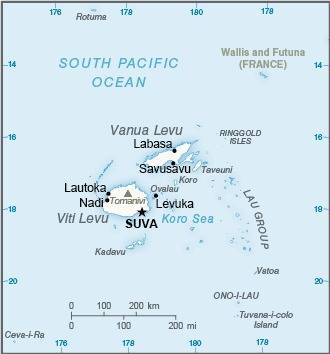 176
Rotuma
178
180
178
Wallis and Futuna
(FRANCE)
SOUTH PACIFIC
OCEAN
14
14
16
16
Vanua Levu
RINGGOLD
ISLES
Labasa
Savusavu
Taveuni
Koro
Lautoka
Ovalau
Nadi
Tomanivi
Levuka
LAU GROUP
18
18
Viti Levu
SUVA
Koro Sea
Kadavu
Vatoa
20
20
ONO-I-LAU
0 100 200 km
Tuvana-i-colo
Island
0 100 200 mi
Ceva-i-Ra
176
178
180
178